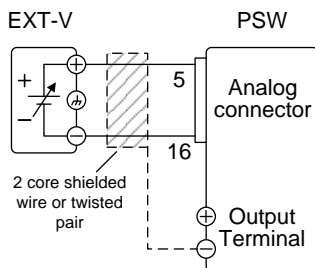 EXT-V
PSW
+
−
+
−
5
16
Analog
connector
2 core shielded
wire or twisted
pair
+
−
Output
Terminal